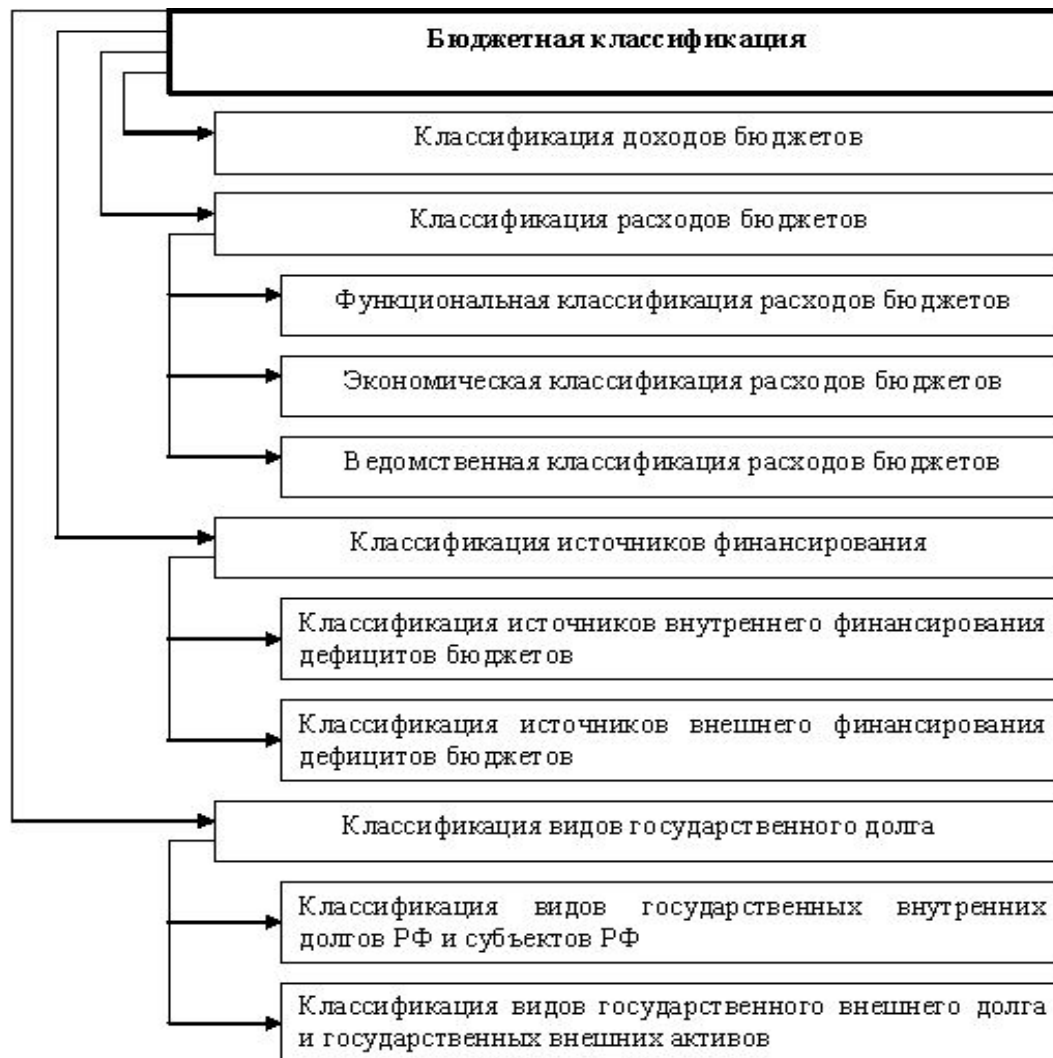 Бюджетная классификация
Классификация доходов бюджетов
Классификация расходов бюджетов
Функциональная классификация расходов бюджетов
Экономическая классификация расходов бюджетов
Ведомственная классификация расходов бюджетов
Классификация источников финансирования
Классификация источников внутреннего финансирования
дефицитов бюджетов
Классификация источников внешнего финансирования
дефицитов бюджетов
Классификация видов государственного долга
Классификация видов государственных внутренних
долгов РФ и субъектов РФ
Классификация видов государственного внешнего долга
и государственных внешних активов